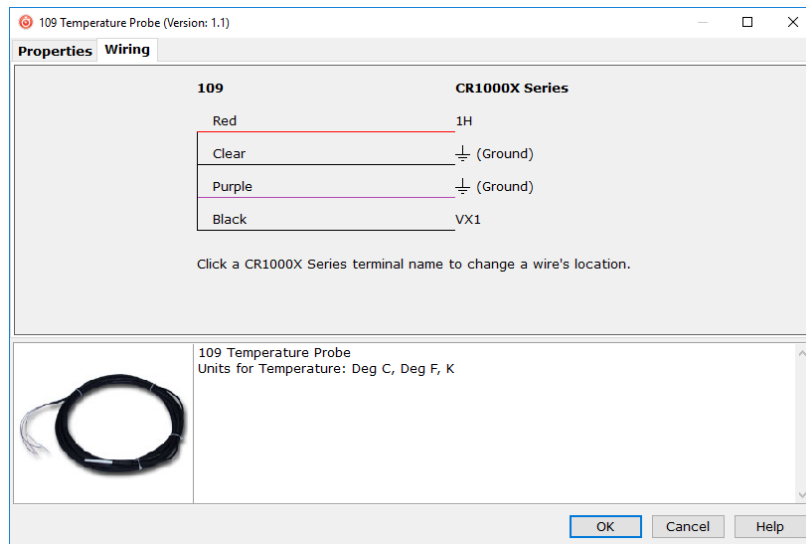 109 Temperature Probe (Version: 1.1)
Properties Wiring
109 CR1000X Series
Red 1H
Clear (Ground)
Purple (Ground)
Black VX1
Click a CR1000X Series terminal name to change a wire's location.
109 Temperature Probe
Units for Temperature: Deg C, Deg F, K
OK Cancel Help